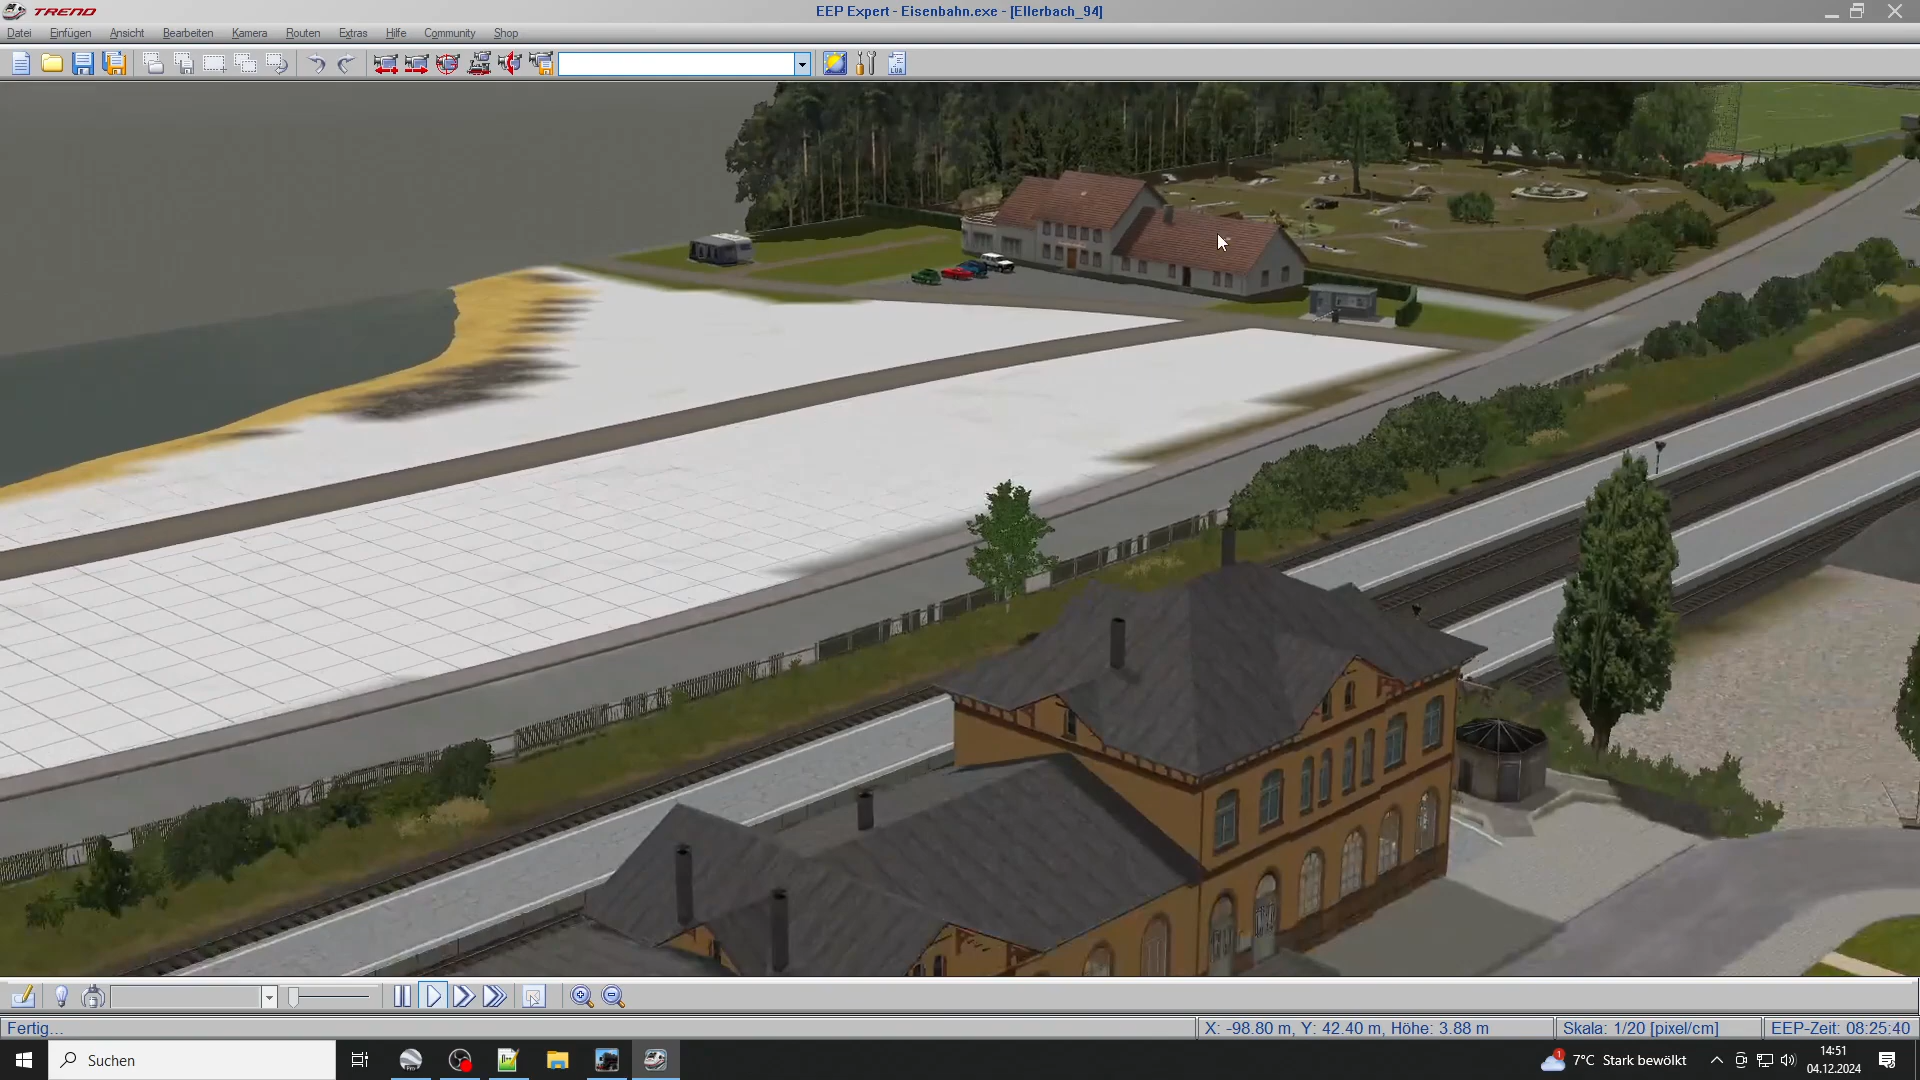 TREND
EEP Expert - Eisenbahn.exe - [Ellerbach_94]
Datei Einfügen Ansicht Bearbeiten Kamera Routen Extras Hilfe Community Shop
LUA
Fertig...
X: -98.80 m, Y: 42.40 m, Höhe: 3.88 m
Skala: 1/20 [pixel/cm]
EEP-Zeit: 08:25:40
Suchen
1
7°C Stark bewölkt
14:51
04.12.2024